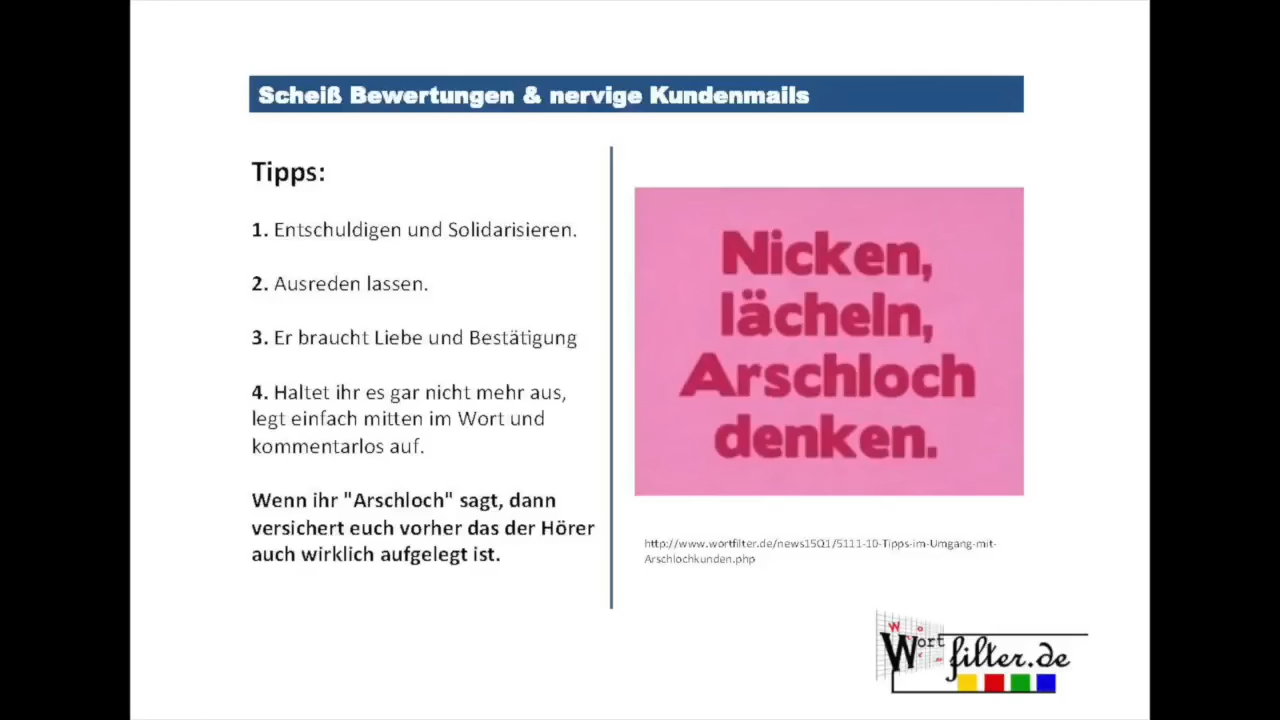 Scheiß Bewertungen & nervige Kundenmails
Tipps:
1. Entschuldigen und Solidarisieren.
2. Ausreden lassen.
3. Er braucht Liebe und Bestätigung
4. Haltet ihr es gar nicht mehr aus,
legt einfach mitten im Wort und
kommentarlos auf.
Wenn ihr "Arschloch" sagt, dann
versichert euch vorher das der Hörer
auch wirklich aufgelegt ist.
Nicken,
lächeln,
Arschloch
denken.
http://www.wortfilter.de/news15Q1/5111-10-Tipps-im-Umgang-mit-
Arschlochkunden.php
Wortfilter.de